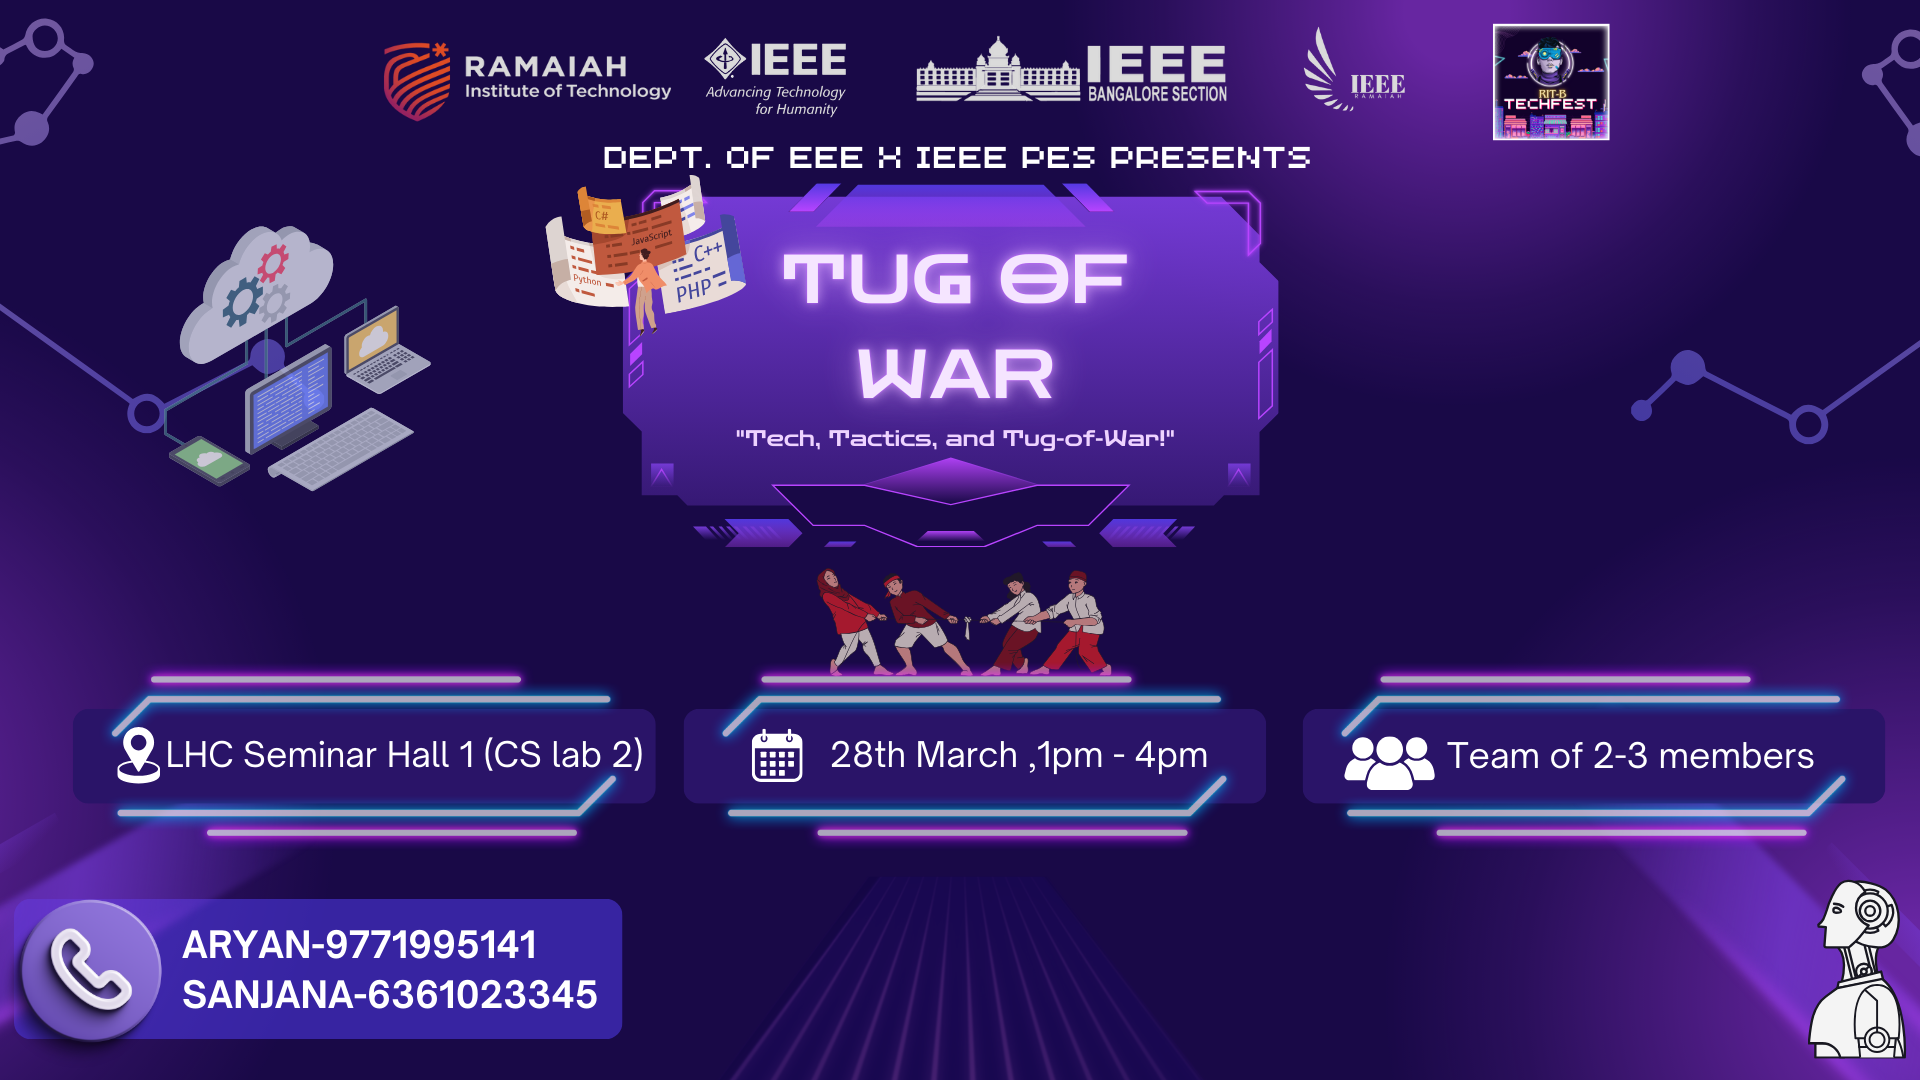 RAMAIAH
Institute of Technology
IEEE
Advancing Technology
for Humanity
IEEE
BANGALORE SECTION
IEEE
RAMAIAH
RIT-B
TECHFEST
DEPT. OF EEE X IEEE PES PRESENTS
C#
JavaScript
Python
C++
PHP
TUG OF
WAR
"Tech, Tactics, and Tug-of-War!"
LHC Seminar Hall 1 (CS lab 2)
28th March ,1pm - 4pm
Team of 2-3 members
ARYAN-9771995141
SANJANA-6361023345